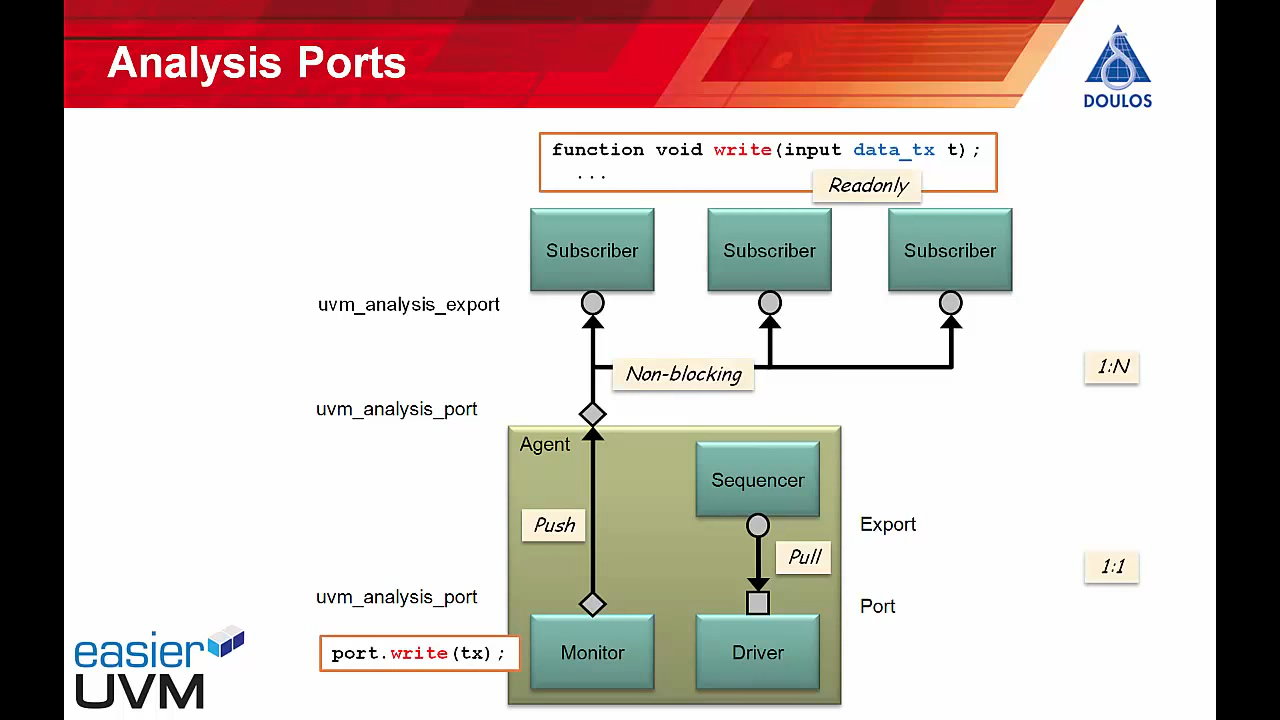 Analysis Ports
DOULOS
function void write(input data_tx t);
...
Readonly
Subscriber
Subscriber
Subscriber
uvm_analysis_export
Non-blocking
1:N
uvm_analysis_port
Agent
Sequencer
Push
Export
Pull
1:1
uvm_analysis_port
Port
port.write(tx);
Monitor
Driver
easier
UVM